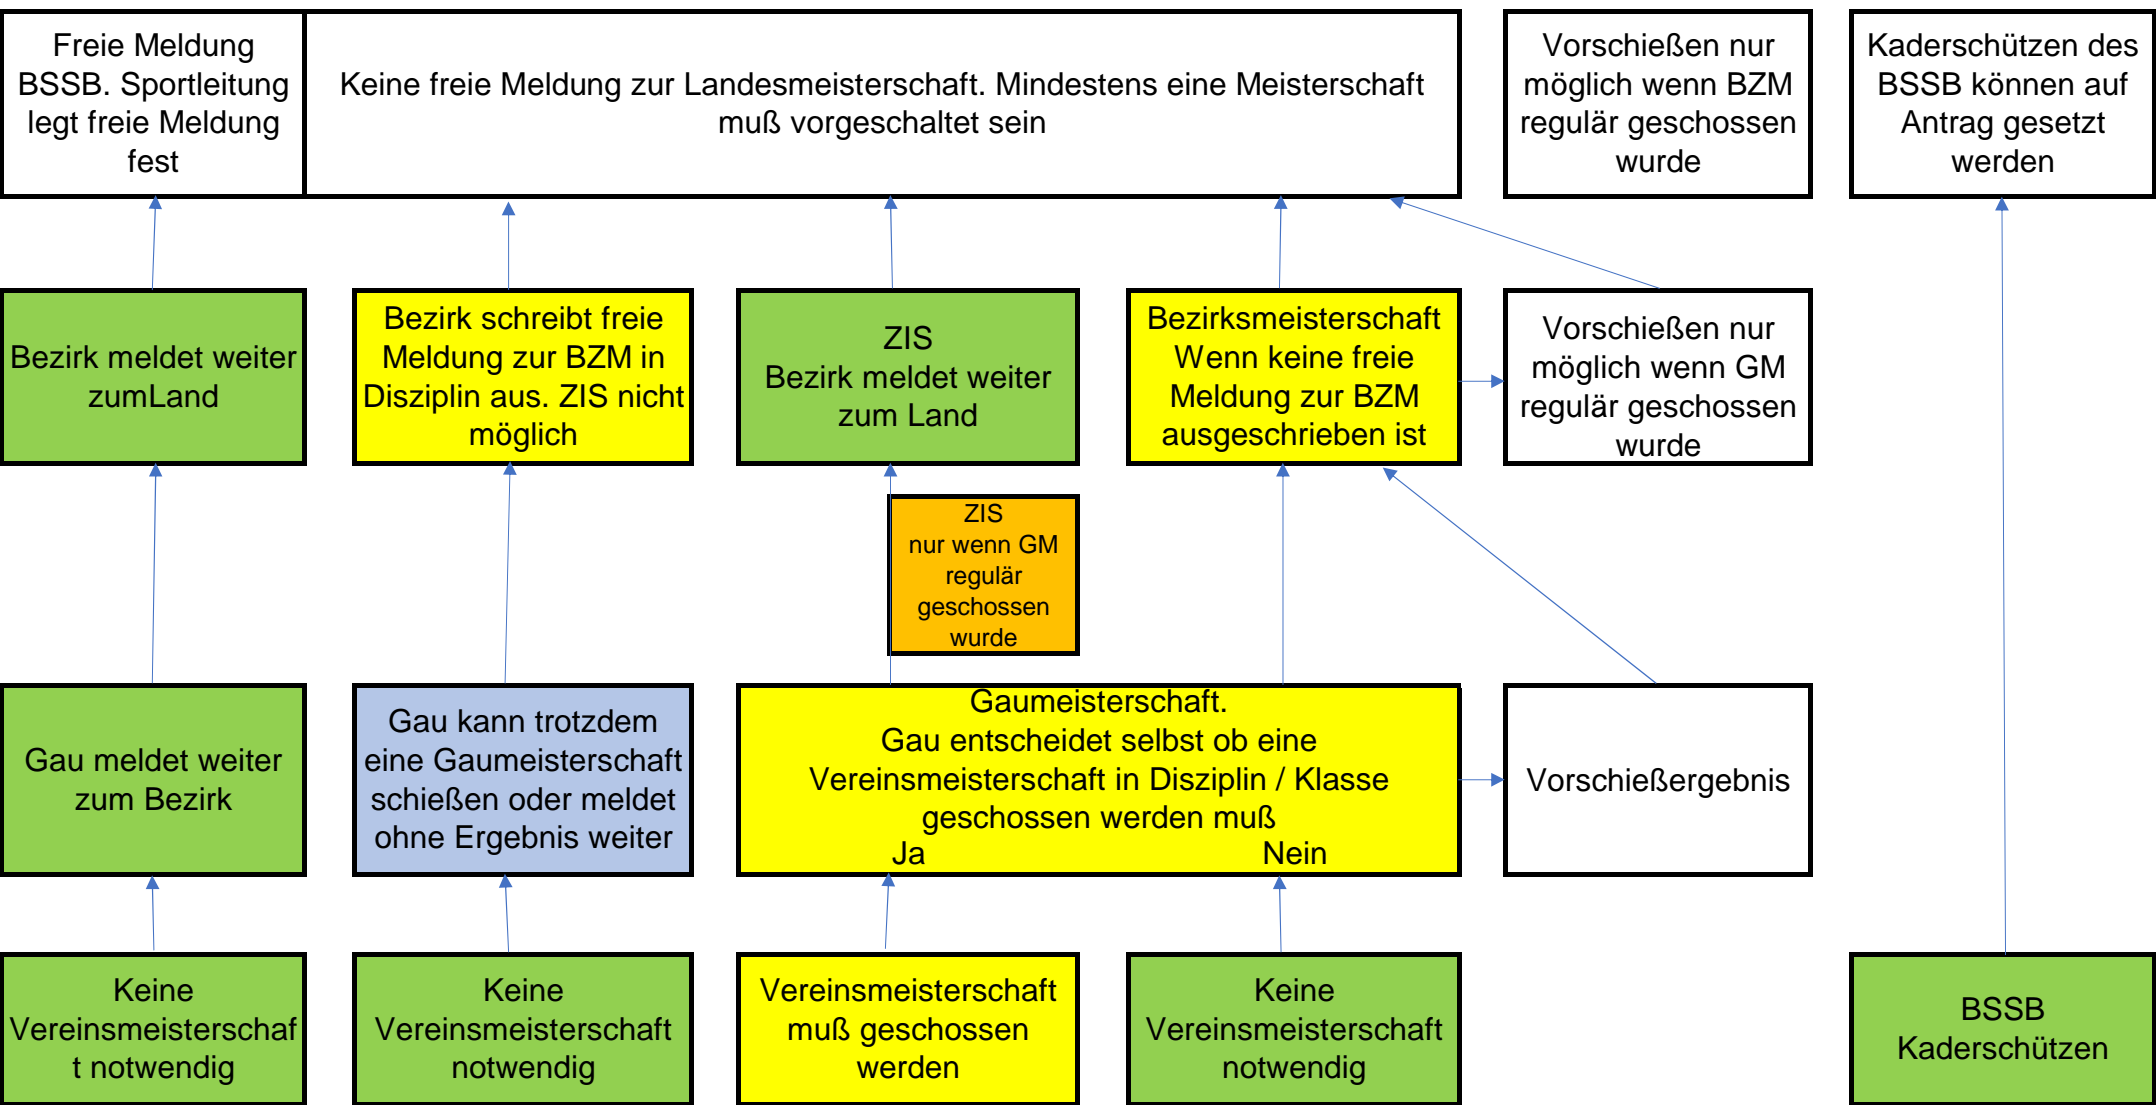 Freie Meldung
BSSB. Sportleitung
legt freie Meldung
fest
Keine freie Meldung zur Landesmeisterschaft. Mindestens eine Meisterschaft
muß vorgeschaltet sein
Vorschießen nur
möglich wenn BZM
regulär geschossen
wurde
Kaderschützen des
BSSB können auf
Antrag gesetzt
werden
Bezirk meldet weiter
zumLand
Bezirk schreibt freie
Meldung zur BZM in
Disziplin aus. ZIS nicht
möglich
ZIS
Bezirk meldet weiter
zum Land
Bezirksmeisterschaft
Wenn keine freie
Meldung zur BZM
ausgeschrieben ist
Vorschießen nur
möglich wenn GM
regulär geschossen
wurde
ZIS
nur wenn GM
regulär
geschossen
wurde
Gau meldet weiter
zum Bezirk
Gau kann trotzdem
eine Gaumeisterschaft
schießen oder meldet
ohne Ergebnis weiter
Gaumeisterschaft.
Gau entscheidet selbst ob eine
Vereinsmeisterschaft in Disziplin / Klasse
geschossen werden muß
Ja Nein
Vorschießergebnis
Keine
Vereinsmeisterschaf
t notwendig
Keine
Vereinsmeisterschaft
notwendig
Vereinsmeisterschaft
muß geschossen
werden
Keine
Vereinsmeisterschaft
notwendig
BSSB
Kaderschützen